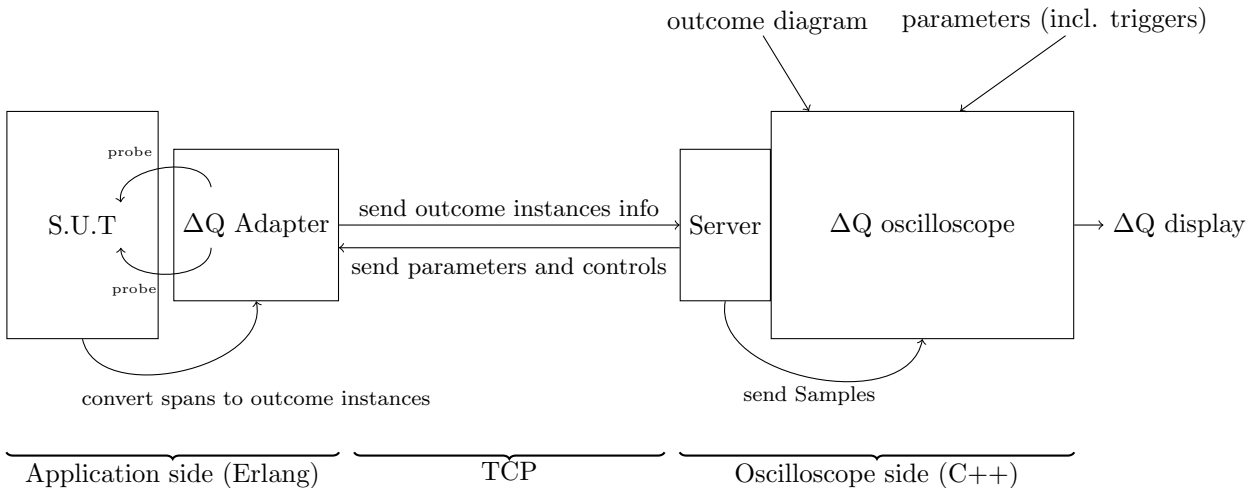 outcome diagram
parameters (incl. triggers)
probe
S.U.T
ΔQ Adapter
probe
send outcome instances info
send parameters and controls
Server
ΔQ oscilloscope
ΔQ display
convert spans to outcome instances
send Samples
Application side (Erlang)
TCP
Oscilloscope side (C++)